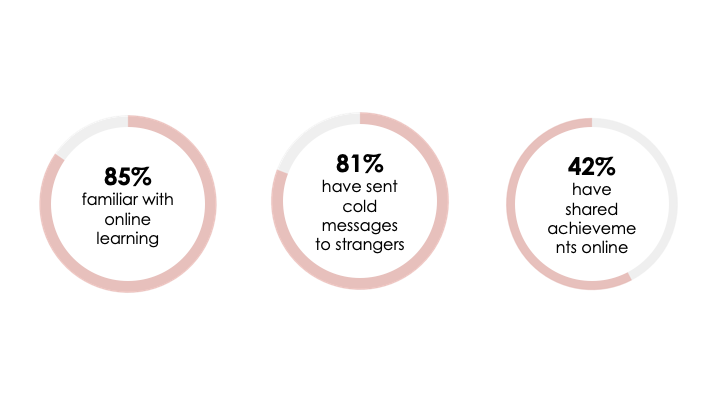 85%
familiar with
online
learning
81%
have sent
cold
messages
to strangers
42%
have
shared
achieveme
nts online